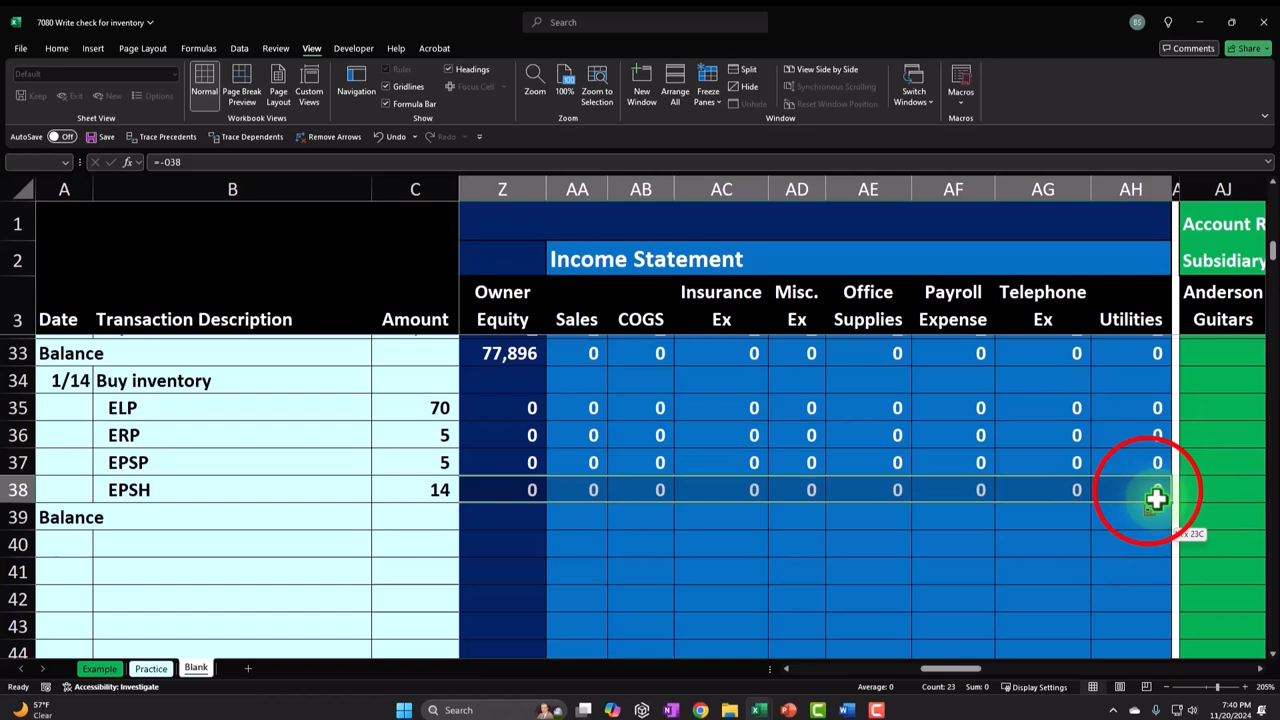 7080 Write check for inventory
Search
BS
File Home Insert Page Layout Formulas Data Review View Developer Help Acrobat
Comments Share
Default
Keep Exit New Options
Sheet View
Normal Page Break Preview Page Layout Custom Views
Workbook Views
Navigation
Ruler Headings
Gridlines Focus Cell
Formula Bar
Show
Zoom 100% Zoom to Selection
Zoom
New Window Arrange All Freeze Panes
Split
Hide
Unhide
View Side by Side
Synchronous Scrolling
Reset Window Position
Switch Windows
Window
Macros
Macros
AutoSave Off Save Trace Precedents Trace Dependents Remove Arrows Undo Redo
fx =-O38
A B C Z AA AB AC AD AE AF AG AH A AJ
1 Account R
2 Income Statement Subsidiary
Owner Insurance Misc. Office Payroll Telephone Anderson
3 Date Transaction Description Amount Equity Sales COGS Ex Ex Supplies Expense Ex Utilities Guitars
33 Balance 77,896 0 0 0 0 0 0 0 0
34 1/14 Buy inventory
35 ELP 70 0 0 0 0 0 0 0 0 0
36 ERP 5 0 0 0 0 0 0 0 0 0
37 EPSP 5 0 0 0 0 0 0 0 0 0
38 EPSH 14 0 0 0 0 0 0 0 0
x 23C
39 Balance
40
41
42
43
44
Example Practice Blank
Ready Accessibility: Investigate Average: 0 Count: 23 Sum: 0 Display Settings 205%
57°F
Clear
Search
7:40 PM
11/20/2024